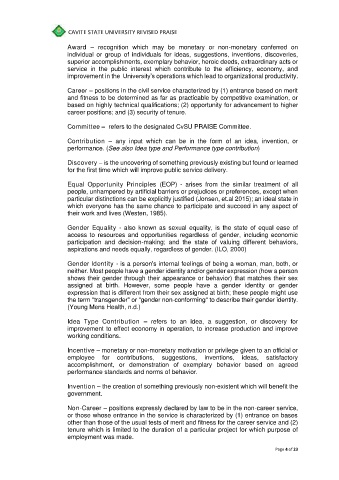 CAVITE STATE UNIVERSITY REVISED PRAISE
Award – recognition which may be monetary or non-monetary conferred on
individual or group of individuals for ideas, suggestions, inventions, discoveries,
superior accomplishments, exemplary behavior, heroic deeds, extraordinary acts or
service in the public interest which contribute to the efficiency, economy, and
improvement in the University's operations which lead to organizational productivity.
Career – positions in the civil service characterized by (1) entrance based on merit
and fitness to be determined as far as practicable by competitive examination, or
based on highly technical qualifications; (2) opportunity for advancement to higher
career positions; and (3) security of tenure.
Committee – refers to the designated CvSU PRAISE Committee.
Contribution – any input which can be in the form of an idea, invention, or
performance. (See also Idea type and Performance type contribution)
Discovery – is the uncovering of something previously existing but found or learned
for the first time which will improve public service delivery.
Equal Opportunity Principles (EOP) - arises from the similar treatment of all
people, unhampered by artificial barriers or prejudices or preferences, except when
particular distinctions can be explicitly justified (Jonsen, et.al 2015); an ideal state in
which everyone has the same chance to participate and succeed in any aspect of
their work and lives (Westen, 1985).
Gender Equality - also known as sexual equality, is the state of equal ease of
access to resources and opportunities regardless of gender, including economic
participation and decision-making; and the state of valuing different behaviors,
aspirations and needs equally, regardless of gender. (ILO, 2000)
Gender Identity - is a person's internal feelings of being a woman, man, both, or
neither. Most people have a gender identity and/or gender expression (how a person
shows their gender through their appearance or behavior) that matches their sex
assigned at birth. However, some people have a gender identity or gender
expression that is different from their sex assigned at birth; these people might use
the term "transgender" or "gender non-conforming" to describe their gender identity.
(Young Mens Health, n.d.)
Idea Type Contribution – refers to an idea, a suggestion, or discovery for
improvement to effect economy in operation, to increase production and improve
working conditions.
Incentive – monetary or non-monetary motivation or privilege given to an official or
employee for contributions, suggestions, inventions, ideas, satisfactory
accomplishment, or demonstration of exemplary behavior based on agreed
performance standards and norms of behavior.
Invention – the creation of something previously non-existent which will benefit the
government.
Non-Career – positions expressly declared by law to be in the non-career service,
or those whose entrance in the service is characterized by (1) entrance on bases
other than those of the usual tests of merit and fitness for the career service and (2)
tenure which is limited to the duration of a particular project for which purpose of
employment was made.
Page 4 of 23